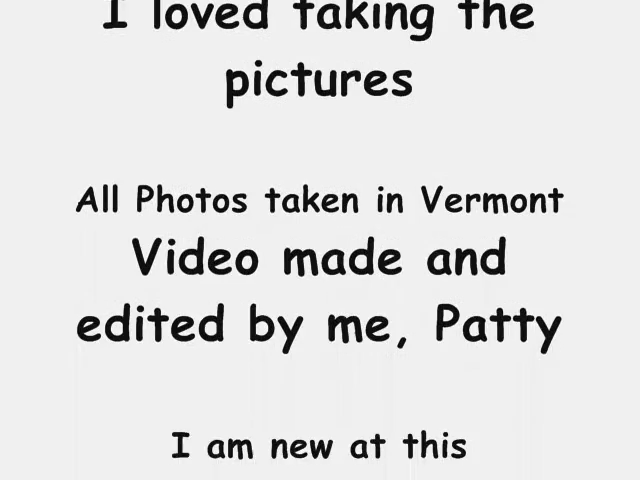 I loved taking the
pictures
All Photos taken in Vermont
Video made and
edited by me, Patty
I am new at this